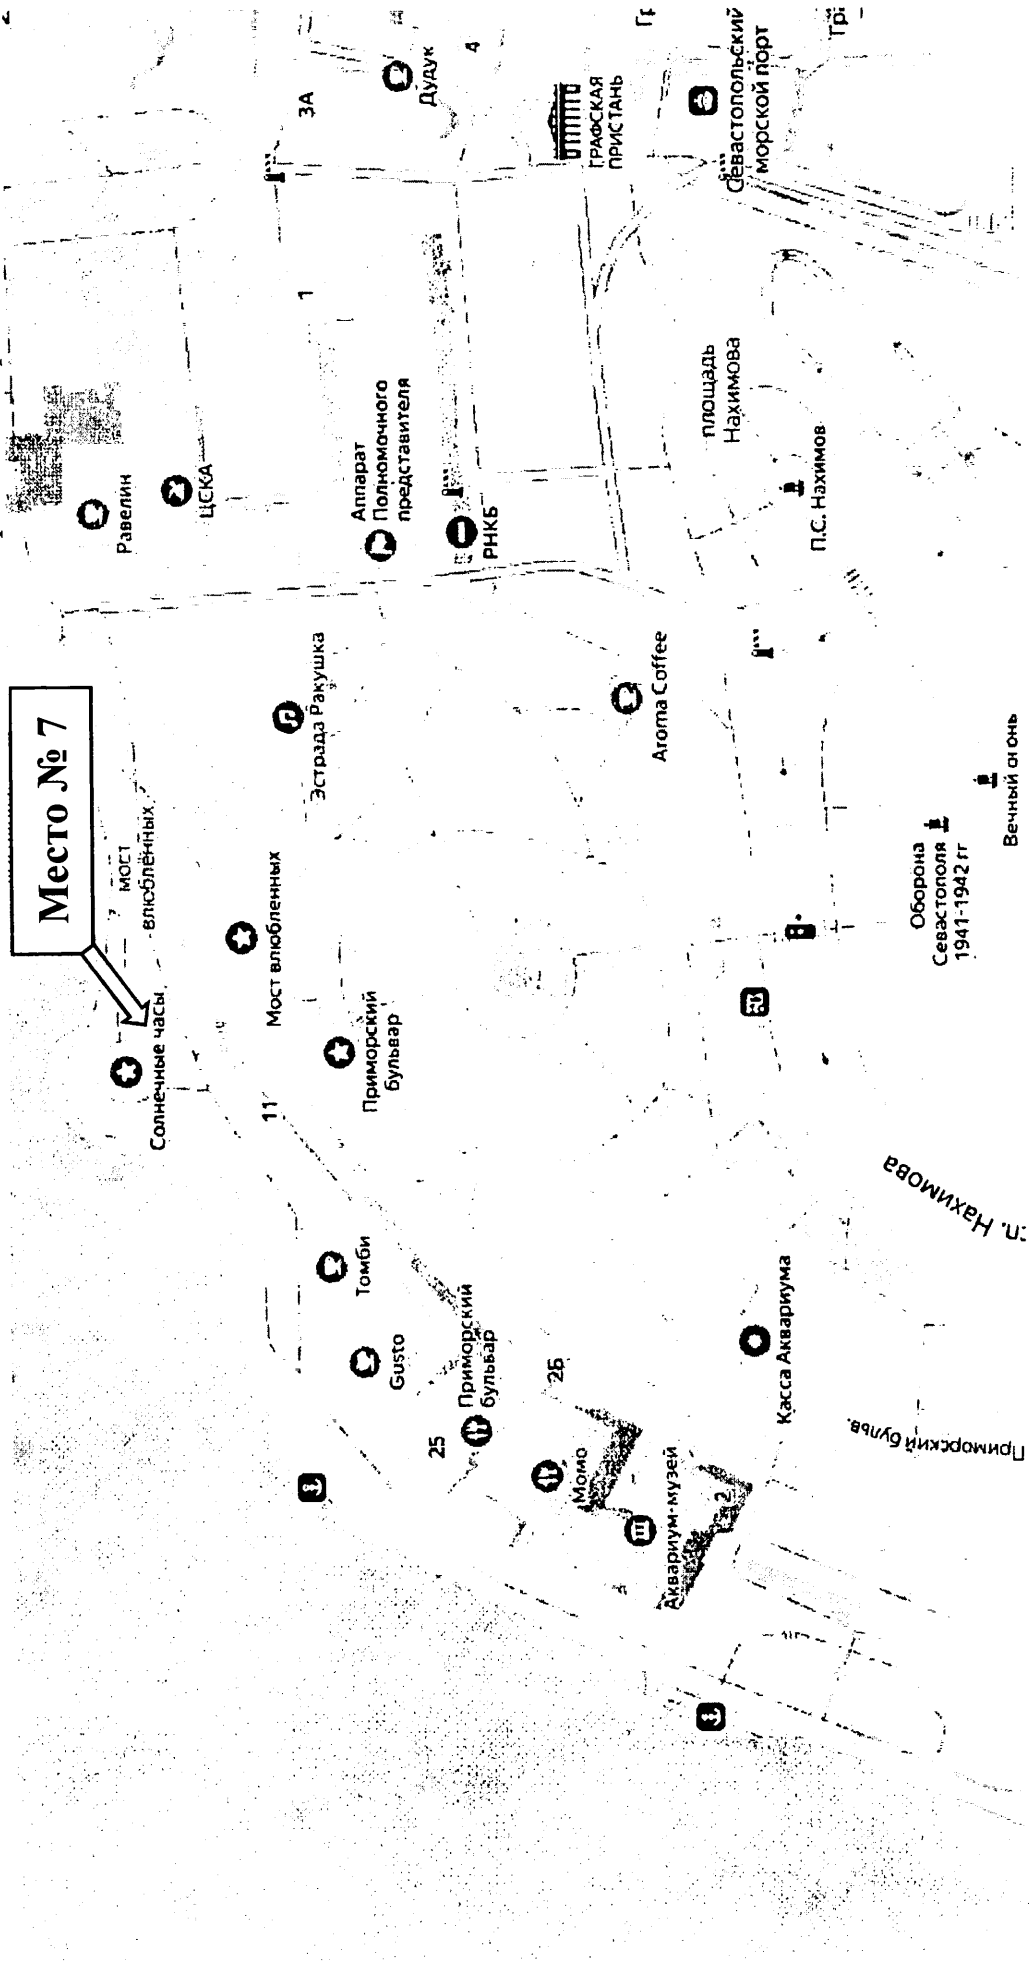 Место № 7
мост
влюблённых
Солнечные часы
Равелин
ЦСКА
3А
Дудук
4
1
Мост влюбленных
Эстрада Ракушка
11
Приморский
бульвар
Аппарат
Полномочного
представителя
РНКБ
Томби
Gusto
25
Приморский
бульвар
2Б
Момо
Аквариум-музей
2
Касса Аквариума
Aroma Coffee
ГРАФСКАЯ
ПРИСТАНЬ
Севастопольский
морской порт
площадь
Нахимова
П.С. Нахимов
Оборона
Севастополя
1941-1942 гг
Вечный огонь
Нахимова
Приморский бульв.